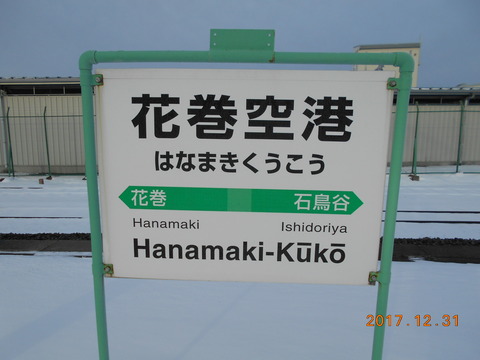 花巻空港
はなまきくうこう
花巻 石鳥谷
Hanamaki Ishidoriya
Hanamaki-Kūkō
2017.12.31